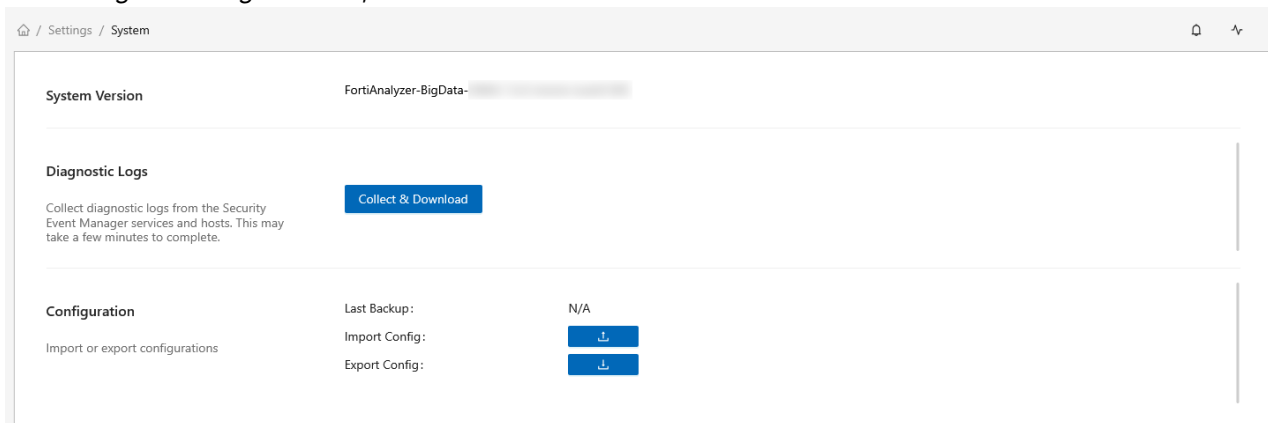 / Settings / System
System Version
FortiAnalyzer-BigData-
Diagnostic Logs
Collect diagnostic logs from the Security
Event Manager services and hosts. This may
take a few minutes to complete.
Collect & Download
Configuration
Import or export configurations
Last Backup: N/A
Import Config:
Export Config: